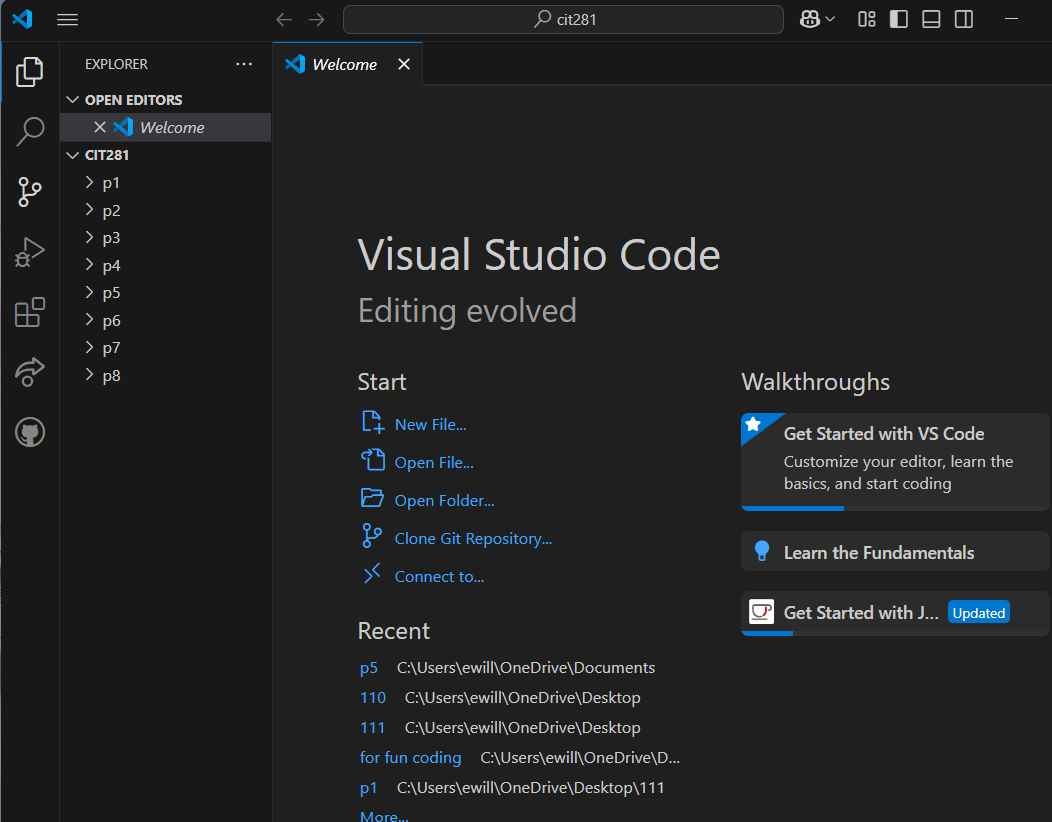 cit281
EXPLORER
OPEN EDITORS
Welcome
CIT281
p1
p2
p3
p4
p5
p6
p7
p8
Welcome
Visual Studio Code
Editing evolved
Start
New File...
Open File...
Open Folder...
Clone Git Repository...
Connect to...
Recent
p5 C:\Users\ewill\OneDrive\Documents
110 C:\Users\ewill\OneDrive\Desktop
111 C:\Users\ewill\OneDrive\Desktop
for fun coding C:\Users\ewill\OneDrive\D...
p1 C:\Users\ewill\OneDrive\Desktop\111
More...
Walkthroughs
Get Started with VS Code
Customize your editor, learn the
basics, and start coding
Learn the Fundamentals
Get Started with J... Updated